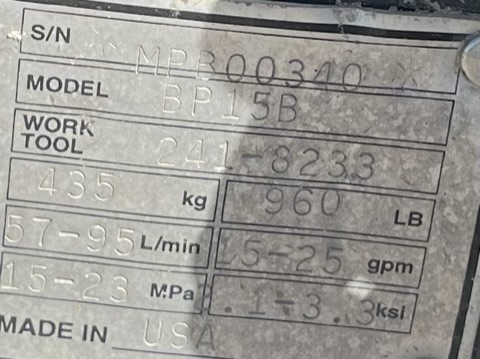 S/N * MPB00340 *
MODEL BP15B
WORK TOOL 241-8233
435 kg 960 LB
57-95 L/min 15-25 gpm
15-23 MPa .1-3.3 ksi
MADE IN USA